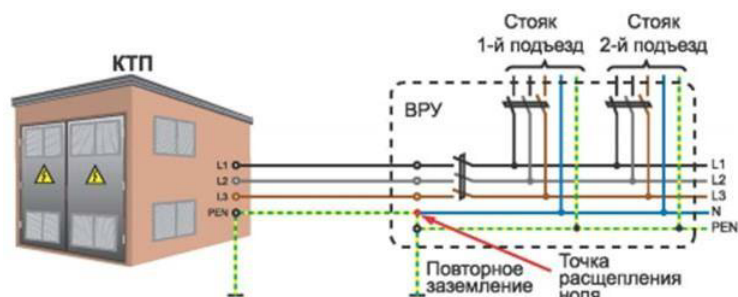 Стояк
1-й подъезд
Стояк
2-й подъезд
КТП
ВРУ
L1
L2
L3
PEN
L1
L2
L3
N
PEN
Повторное
заземление
Точка
расщепления
ноля